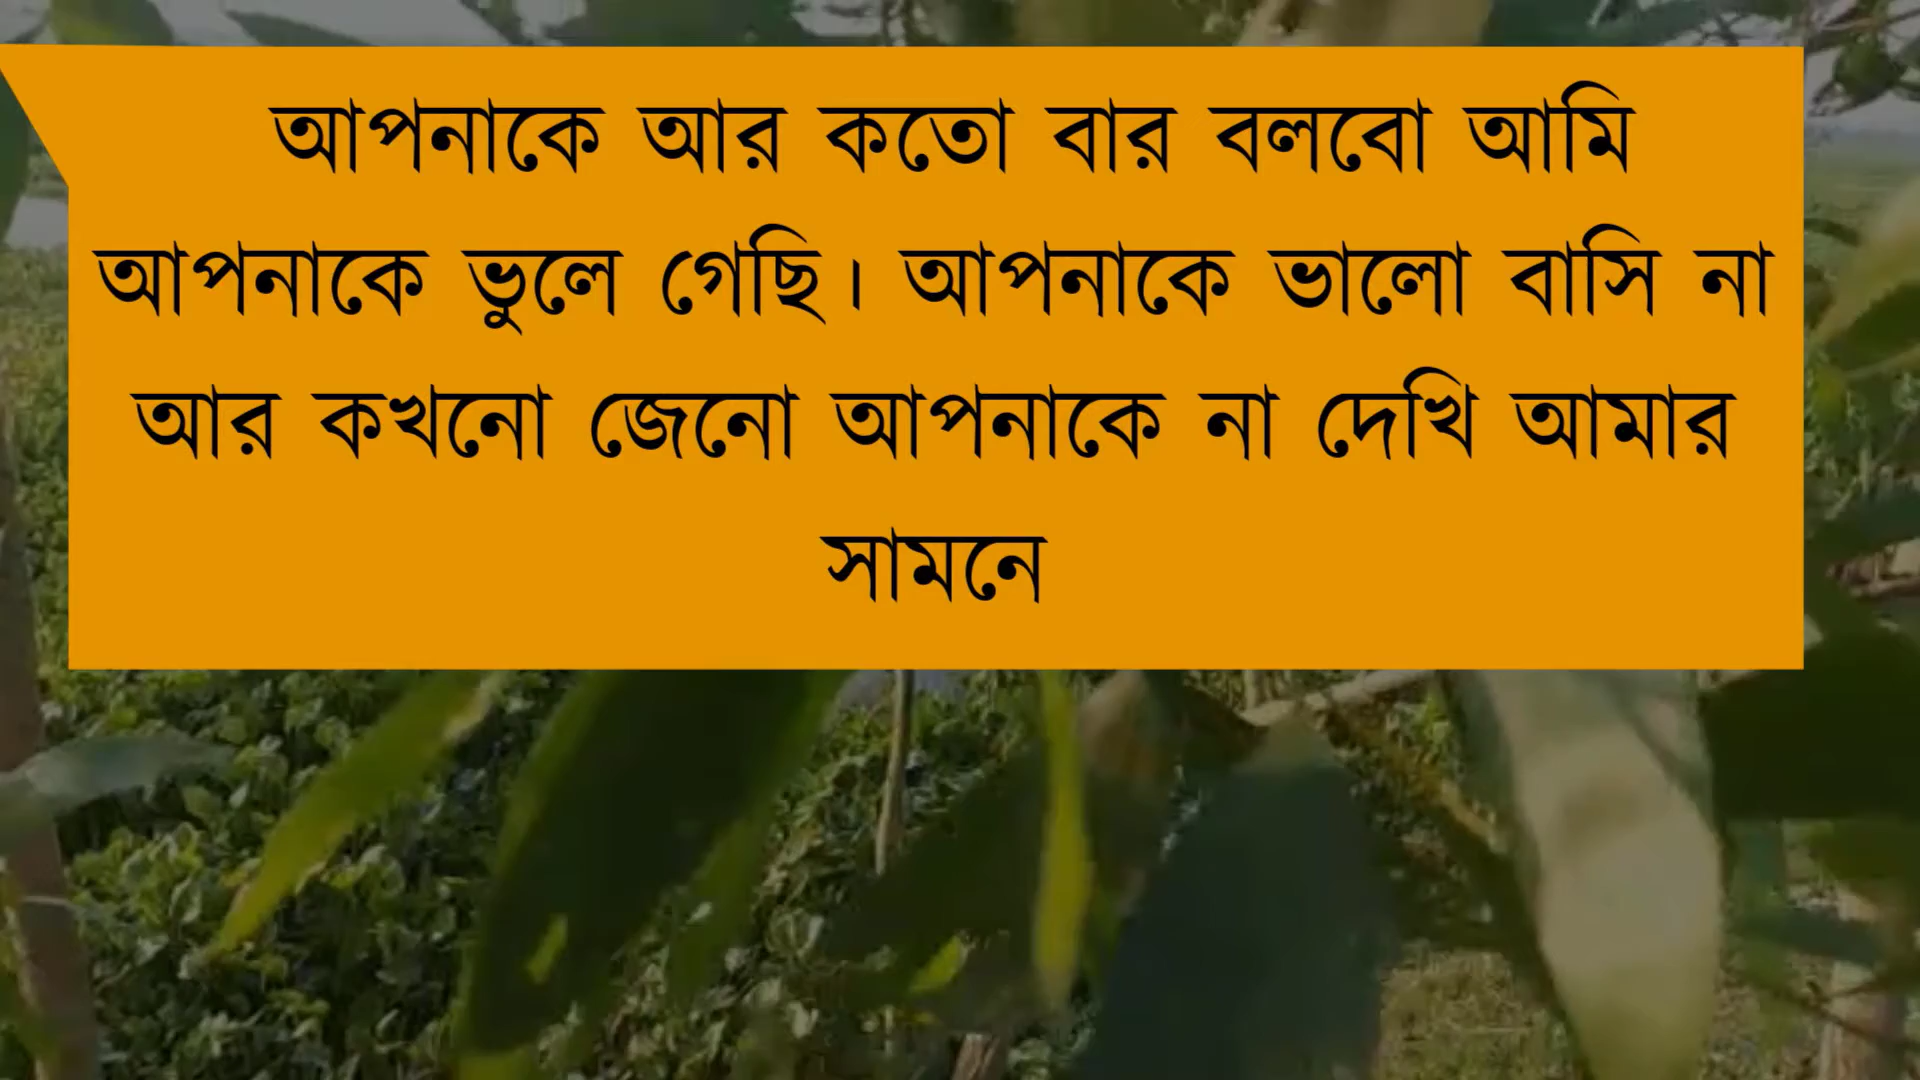 আপনাকে আর কতো বার বলবো আমি
আপনাকে ভুলে গেছি। আপনাকে ভালো বাসি না
আর কখনো জেনো আপনাকে না দেখি আমার
সামনে